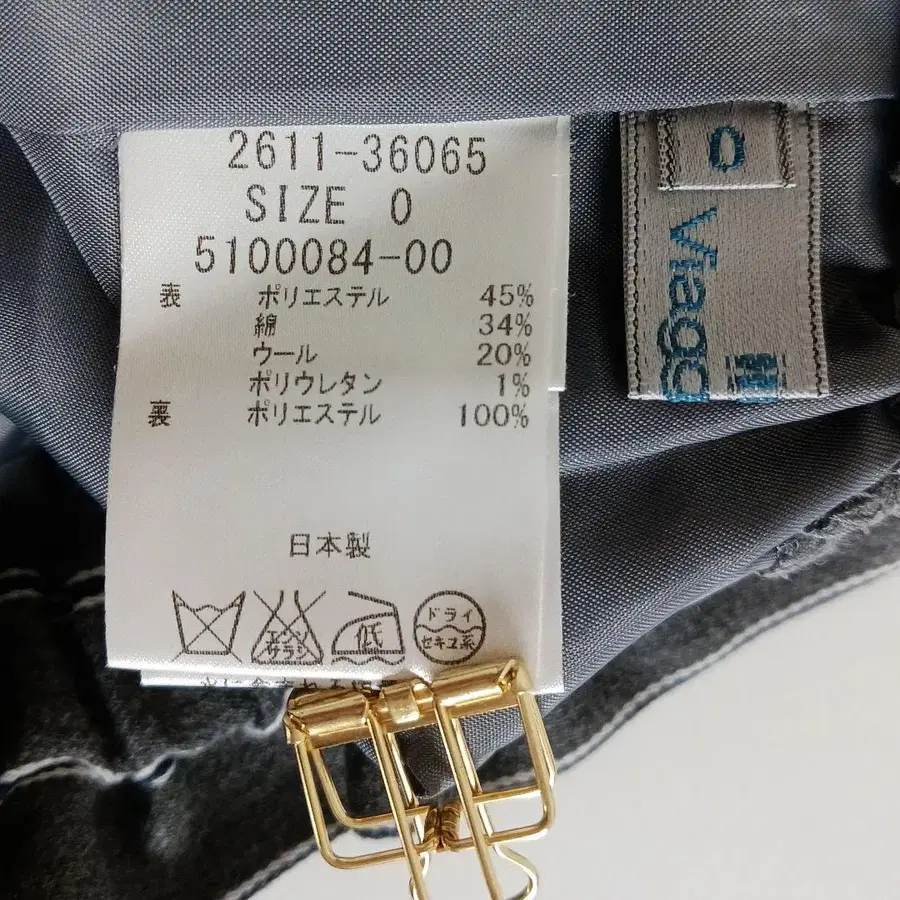 2611-36065
SIZE 0
5100084-00
表 ポリエステル 45%
綿 34%
ウール 20%
ポリウレタン 1%
裏 ポリエステル 100%
日本製
エンソ
サラシ
低
ドライ
セキユ系
0
Viagg